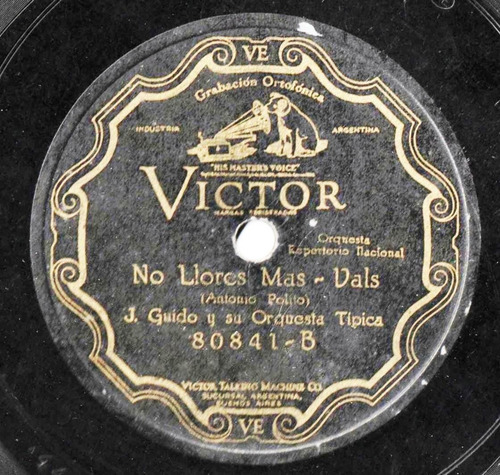 VE
Grabación Ortofónica
INDUSTRIA
ARGENTINA
"HIS MASTER'S VOICE"
VICTOR
MARCAS REGISTRADAS
Orquesta
Repertorio Nacional
No Llores Mas - Vals
(Antonio Polito)
J. Guido y su Orquesta Típica
80841-B
VICTOR TALKING MACHINE CO.
SUCURSAL ARGENTINA,
BUENOS AIRES
VE